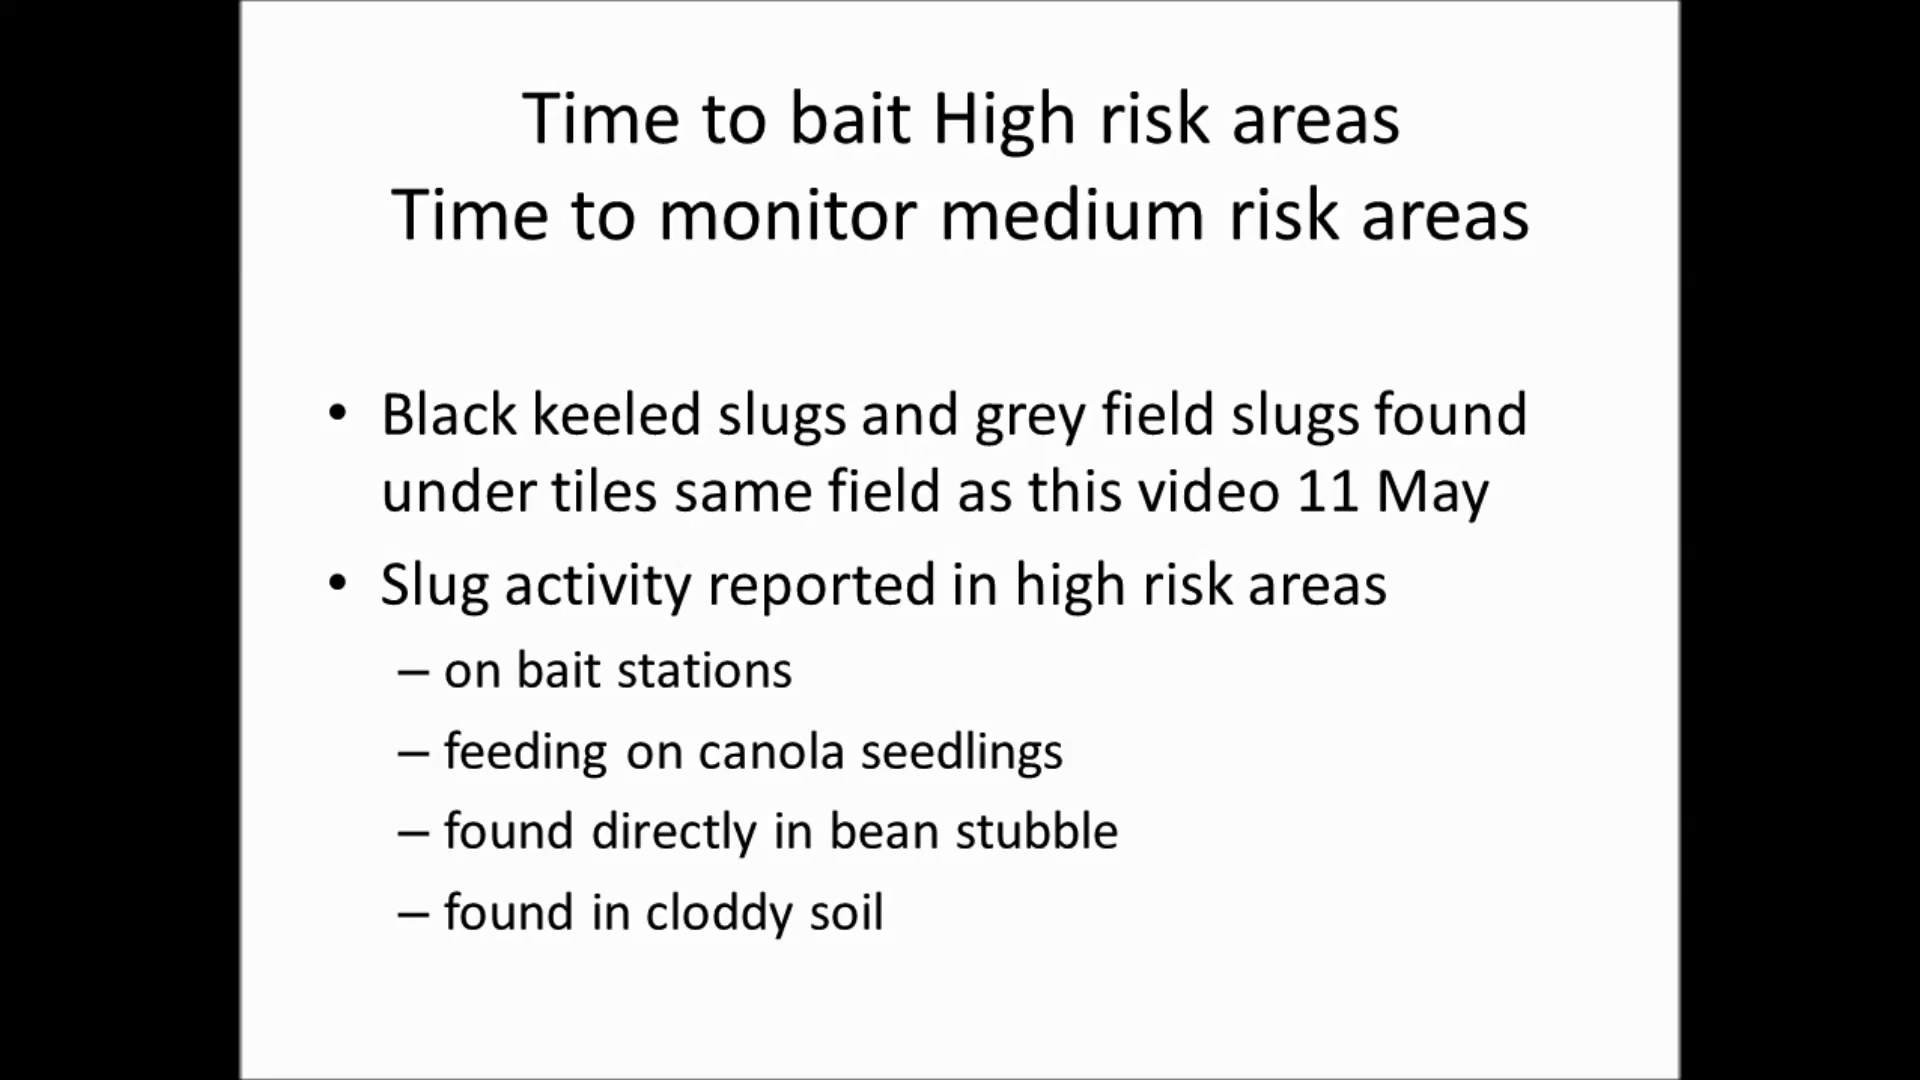 Time to bait High risk areas
Time to monitor medium risk areas
• Black keeled slugs and grey field slugs found
under tiles same field as this video 11 May
• Slug activity reported in high risk areas
– on bait stations
– feeding on canola seedlings
– found directly in bean stubble
– found in cloddy soil